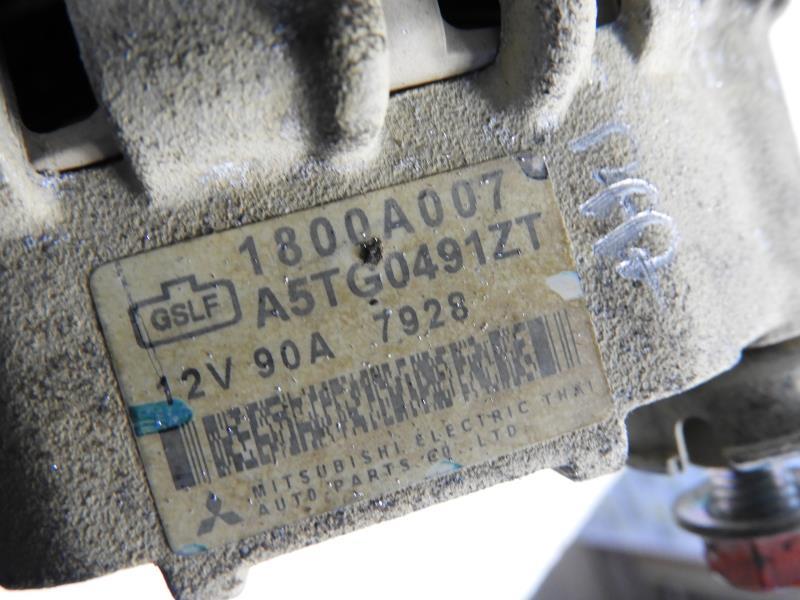 1800A007
A5TG0491ZT
GSLF
12V 90A 7928
MITSUBISHI ELECTRIC THAI
AUTO-PARTS CO., LTD.